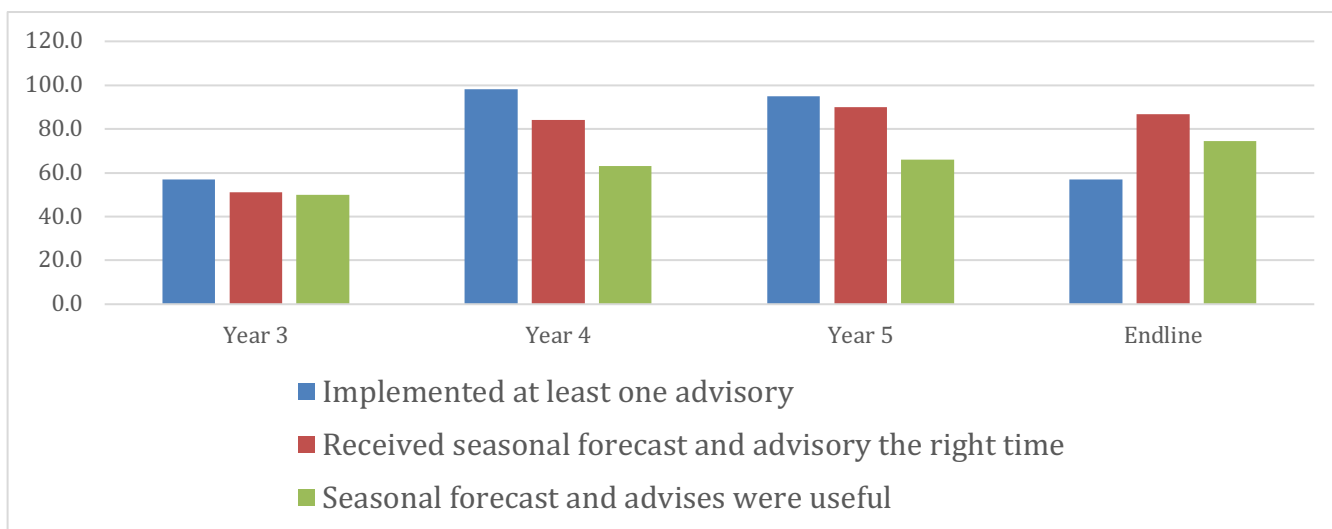 120.0
100.0
80.0
60.0
40.0
20.0
0.0
Year 3 Year 4 Year 5 Endline
Implemented at least one advisory
Received seasonal forecast and advisory the right time
Seasonal forecast and advises were useful